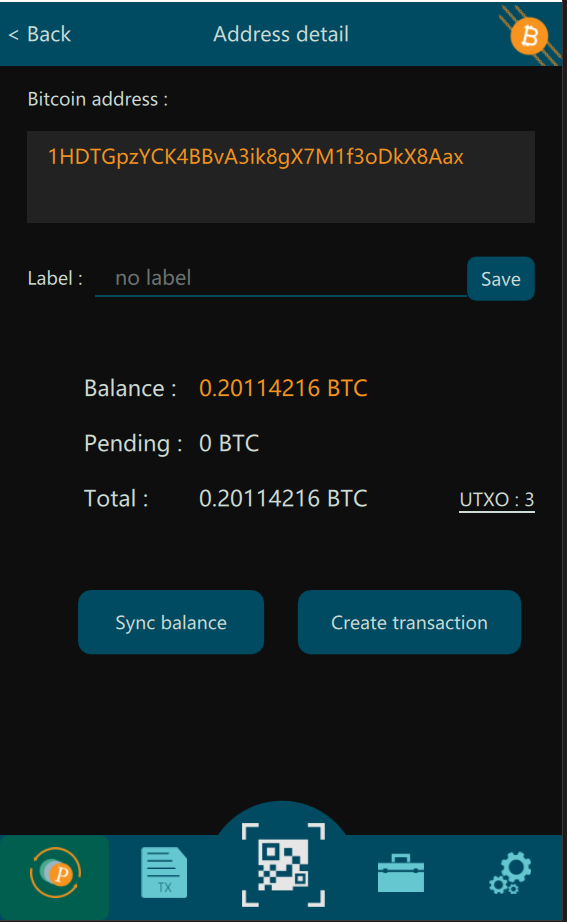 < Back
Address detail
Bitcoin address :
1HDTGpzYCK4BBvA3ik8gX7M1f3oDkX8Aax
Label :
no label
Save
Balance :
0.20114216 BTC
Pending :
0 BTC
Total :
0.20114216 BTC
UTXO : 3
Sync balance
Create transaction
P
TX